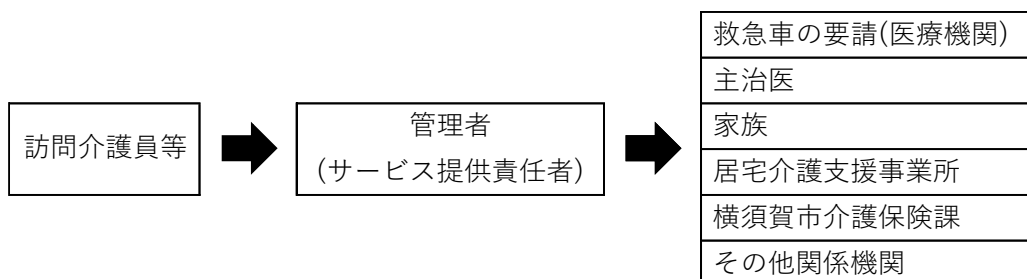 訪問介護員等
管理者
(サービス提供責任者)
救急車の要請(医療機関)
主治医
家族
居宅介護支援事業所
横須賀市介護保険課
その他関係機関